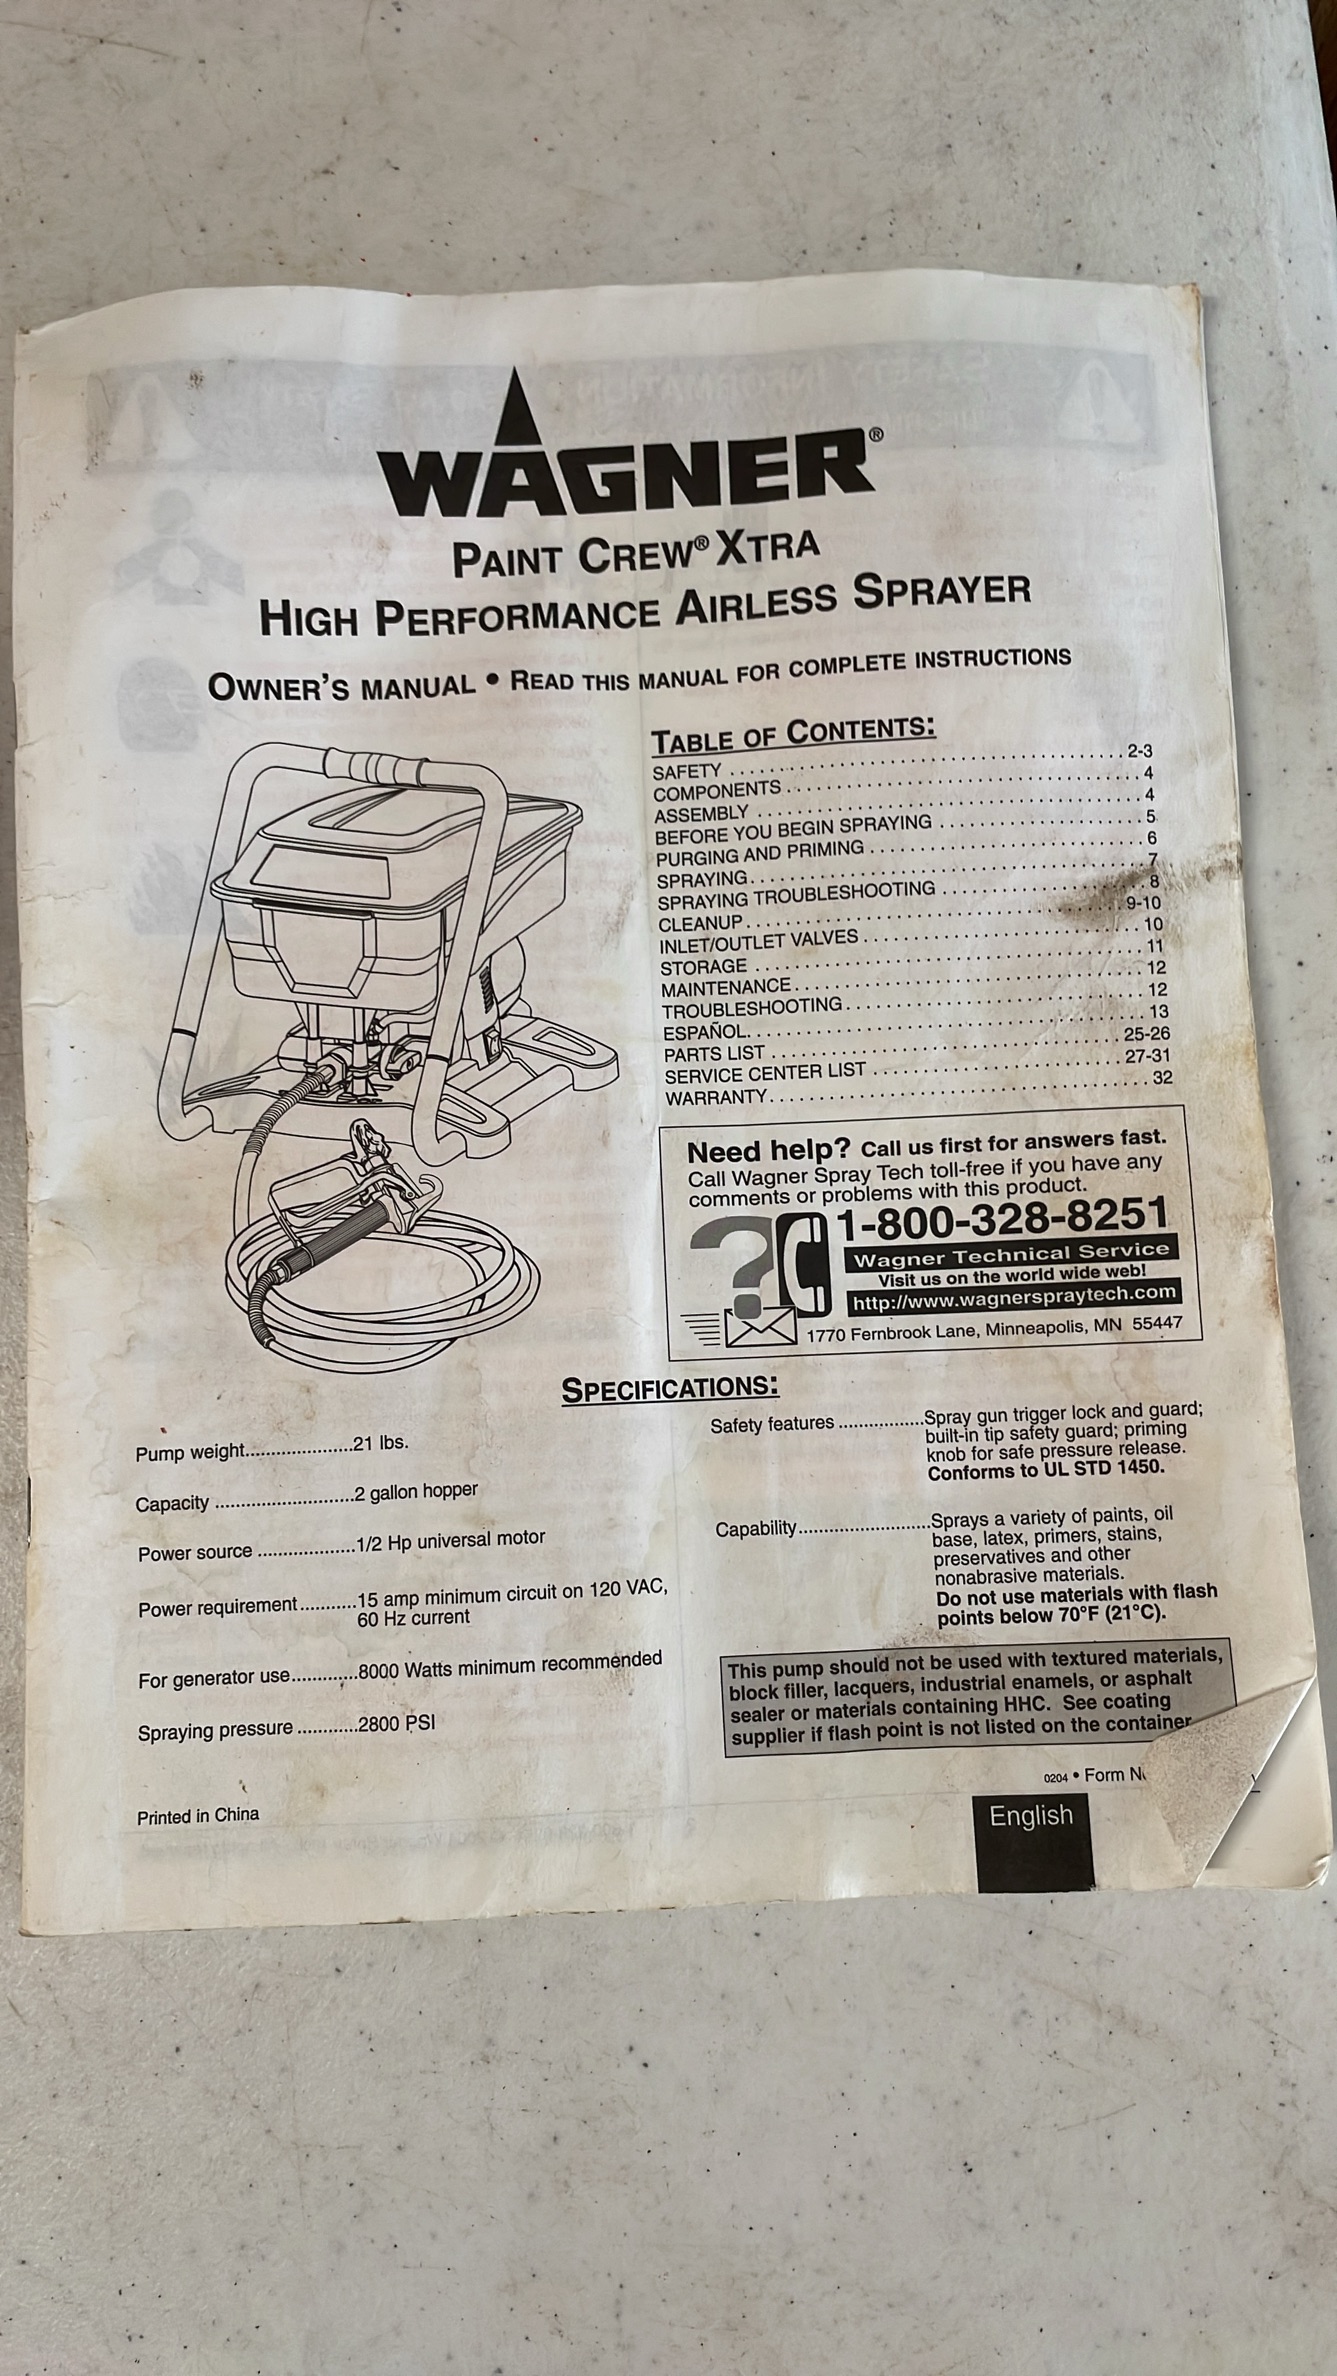 WAGNER®
PAINT CREW® XTRA
HIGH PERFORMANCE AIRLESS SPRAYER
OWNER'S MANUAL • READ THIS MANUAL FOR COMPLETE INSTRUCTIONS
TABLE OF CONTENTS:
SAFETY . . . . . . . . . . 2-3
COMPONENTS . . . . . . . . . . 4
ASSEMBLY . . . . . . . . . . 4
BEFORE YOU BEGIN SPRAYING . . . . . . . . . . 5
PURGING AND PRIMING . . . . . . . . . . 6
SPRAYING. . . . . . . . . . 7
SPRAYING TROUBLESHOOTING . . . . . . . . . . 8
CLEANUP. . . . . . . . . . 9-10
INLET/OUTLET VALVES . . . . . . . . . . 10
STORAGE . . . . . . . . . . 11
MAINTENANCE. . . . . . . . . . 12
TROUBLESHOOTING. . . . . . . . . . 12
ESPAÑOL. . . . . . . . . . 13
PARTS LIST . . . . . . . . . . 25-26
SERVICE CENTER LIST . . . . . . . . . . 27-31
WARRANTY. . . . . . . . . . 32
Need help? Call us first for answers fast.
Call Wagner Spray Tech toll-free if you have any
comments or problems with this product.
1-800-328-8251
Wagner Technical Service
Visit us on the world wide web!
http://www.wagnerspraytech.com
1770 Fernbrook Lane, Minneapolis, MN 55447
SPECIFICATIONS:
Pump weight....................21 lbs.
Capacity ..........................2 gallon hopper
Power source ..................1/2 Hp universal motor
Power requirement...........15 amp minimum circuit on 120 VAC,
60 Hz current
For generator use............8000 Watts minimum recommended
Spraying pressure ............2800 PSI
Safety features ................Spray gun trigger lock and guard;
built-in tip safety guard; priming
knob for safe pressure release.
Conforms to UL STD 1450.
Capability.........................Sprays a variety of paints, oil
base, latex, primers, stains,
preservatives and other
nonabrasive materials.
Do not use materials with flash
points below 70°F (21°C).
This pump should not be used with textured materials,
block filler, lacquers, industrial enamels, or asphalt
sealer or materials containing HHC. See coating
supplier if flash point is not listed on the container
0204 • Form
Printed in China
English